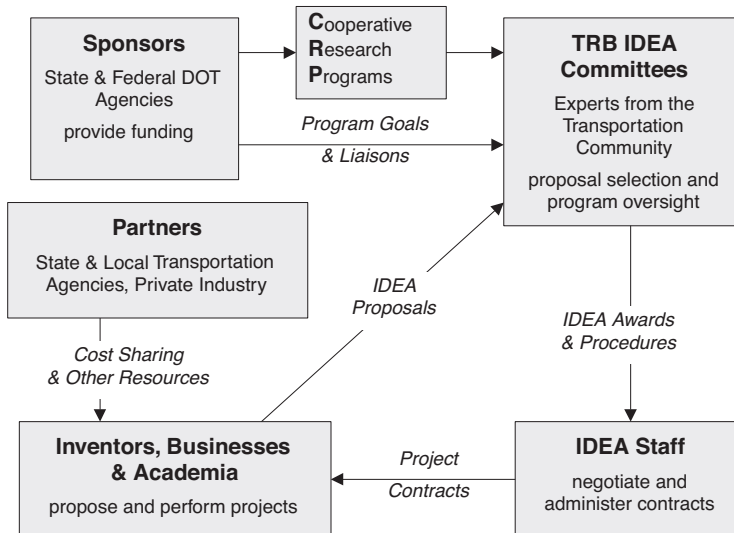 Sponsors
State & Federal DOT
Agencies
provide funding
Cooperative
Research
Programs
Program Goals
& Liaisons
TRB IDEA
Committees
Experts from the
Transportation
Community
proposal selection and
program oversight
Partners
State & Local Transportation
Agencies, Private Industry
IDEA
Proposals
IDEA Awards
& Procedures
Cost Sharing
& Other Resources
Inventors, Businesses
& Academia
propose and perform projects
Project
Contracts
IDEA Staff
negotiate and
administer contracts